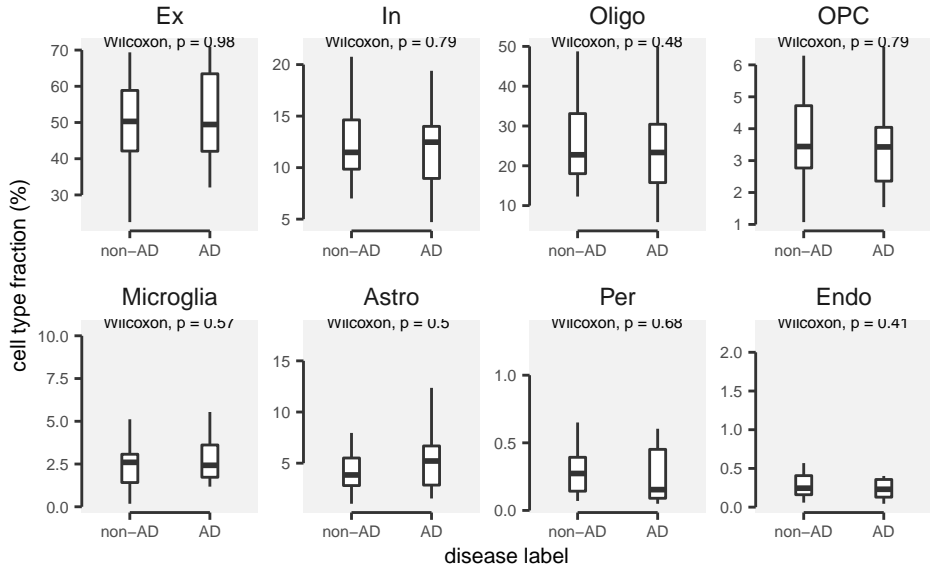 Ex In Oligo OPC
Wilcoxon, p = 0.98 Wilcoxon, p = 0.79 Wilcoxon, p = 0.48 Wilcoxon, p = 0.79
70 20 50 6
60 5
50 15 40 4
40 10 30 3
30 5 20 2
10 1
non−AD AD non−AD AD non−AD AD non−AD AD
cell type fraction (%)
Microglia Astro Per Endo
Wilcoxon, p = 0.57 Wilcoxon, p = 0.5 Wilcoxon, p = 0.68 Wilcoxon, p = 0.41
10.0 15 1.0 2.0
7.5 10 0.5 1.5
5.0 5 0.0 1.0
2.5 0.5
0.0 0.0
non−AD AD non−AD AD non−AD AD non−AD AD
disease label